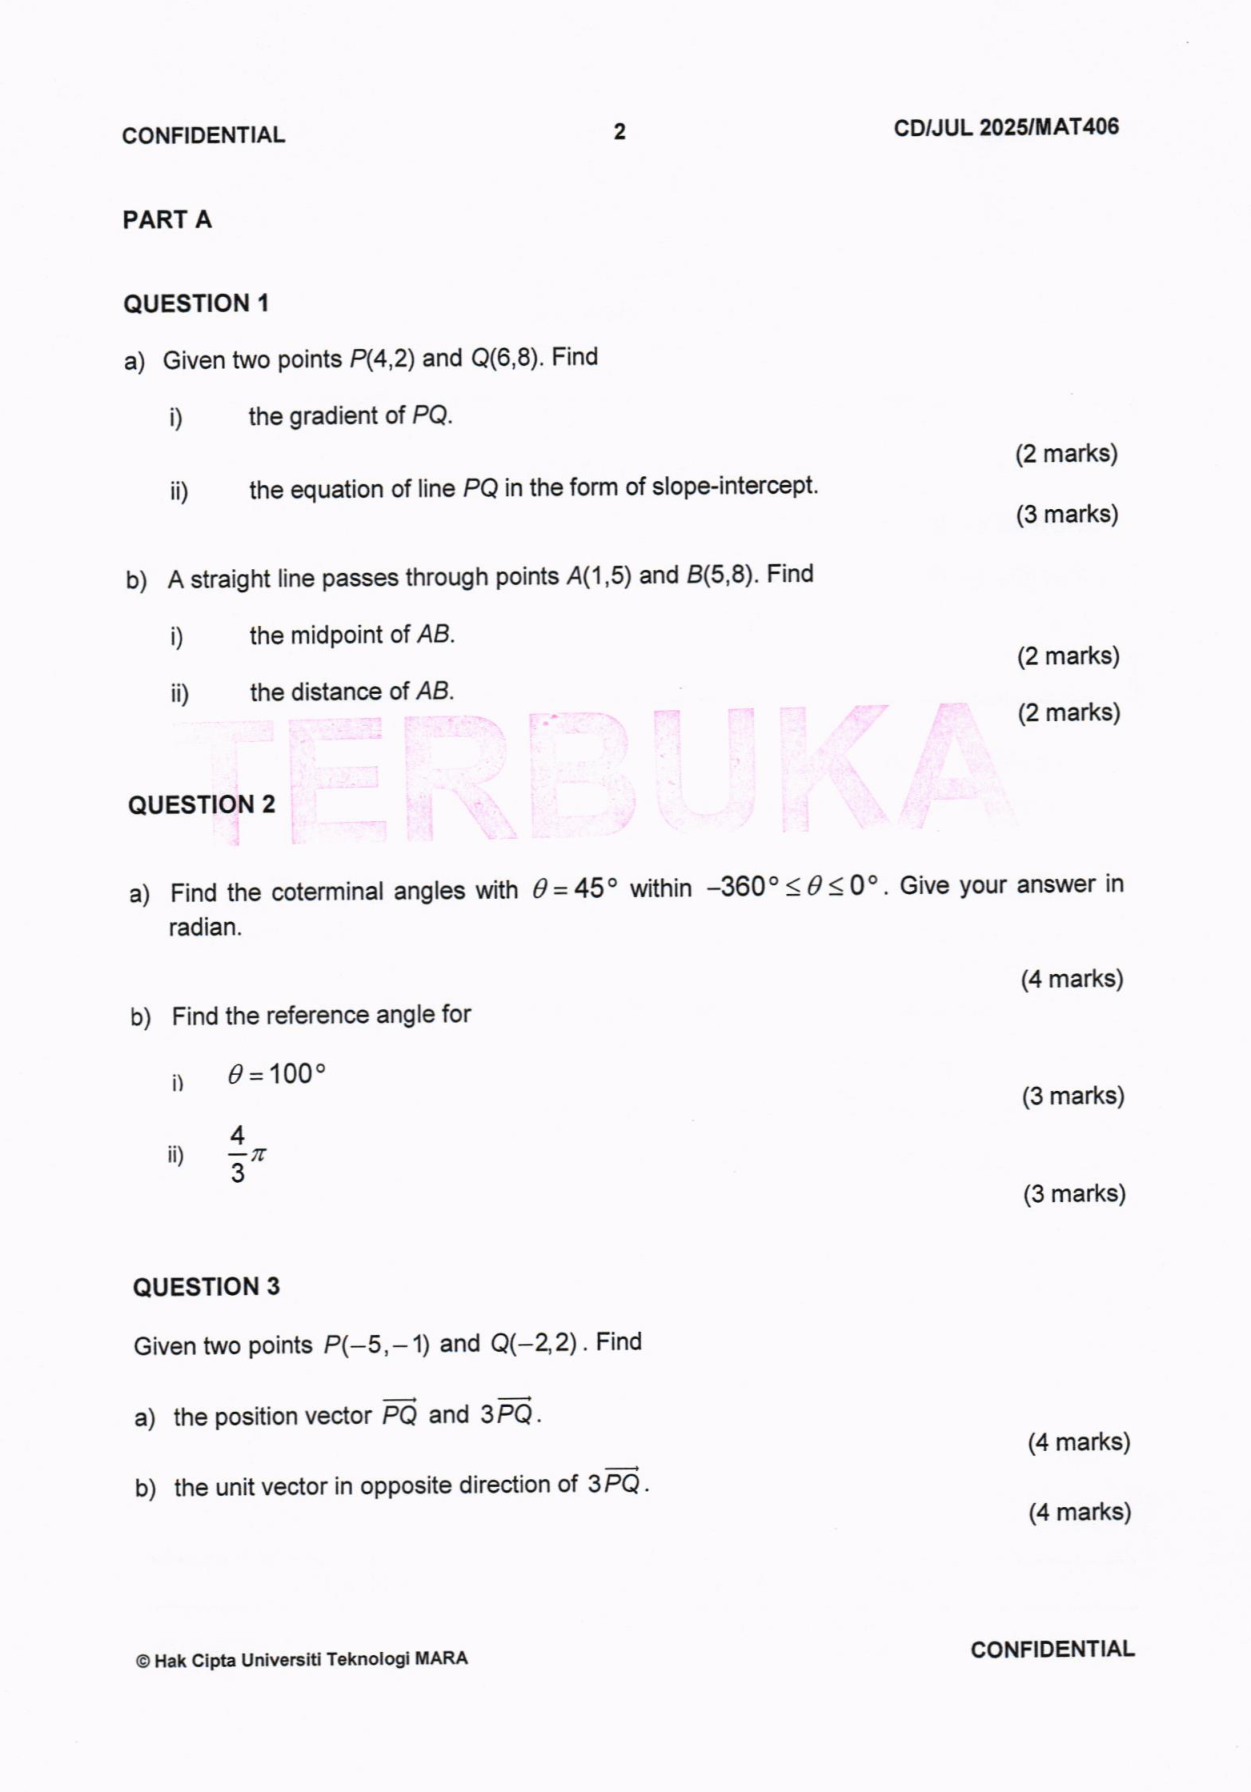 CONFIDENTIAL 2 CD/JUL 2025/MAT406
PART A
QUESTION 1
a) Given two points P(4,2) and Q(6,8). Find
i) the gradient of PQ.
(2 marks)
ii) the equation of line PQ in the form of slope-intercept.
(3 marks)
b) A straight line passes through points A(1,5) and B(5,8). Find
i) the midpoint of AB.
(2 marks)
ii) the distance of AB.
(2 marks)
TERBUKA
QUESTION 2
a) Find the coterminal angles with θ = 45° within −360° ≤ θ ≤ 0°. Give your answer in
radian.
(4 marks)
b) Find the reference angle for
i) θ = 100°
(3 marks)
ii) 4/3 π
(3 marks)
QUESTION 3
Given two points P(−5,−1) and Q(−2,2). Find
a) the position vector PQ→ and 3PQ→.
(4 marks)
b) the unit vector in opposite direction of 3PQ→.
(4 marks)
© Hak Cipta Universiti Teknologi MARA CONFIDENTIAL